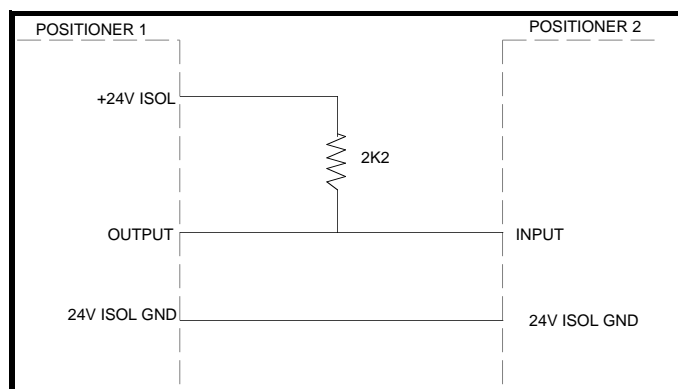 POSITIONER 1
POSITIONER 2
+24V ISOL
2K2
OUTPUT
INPUT
24V ISOL GND
24V ISOL GND